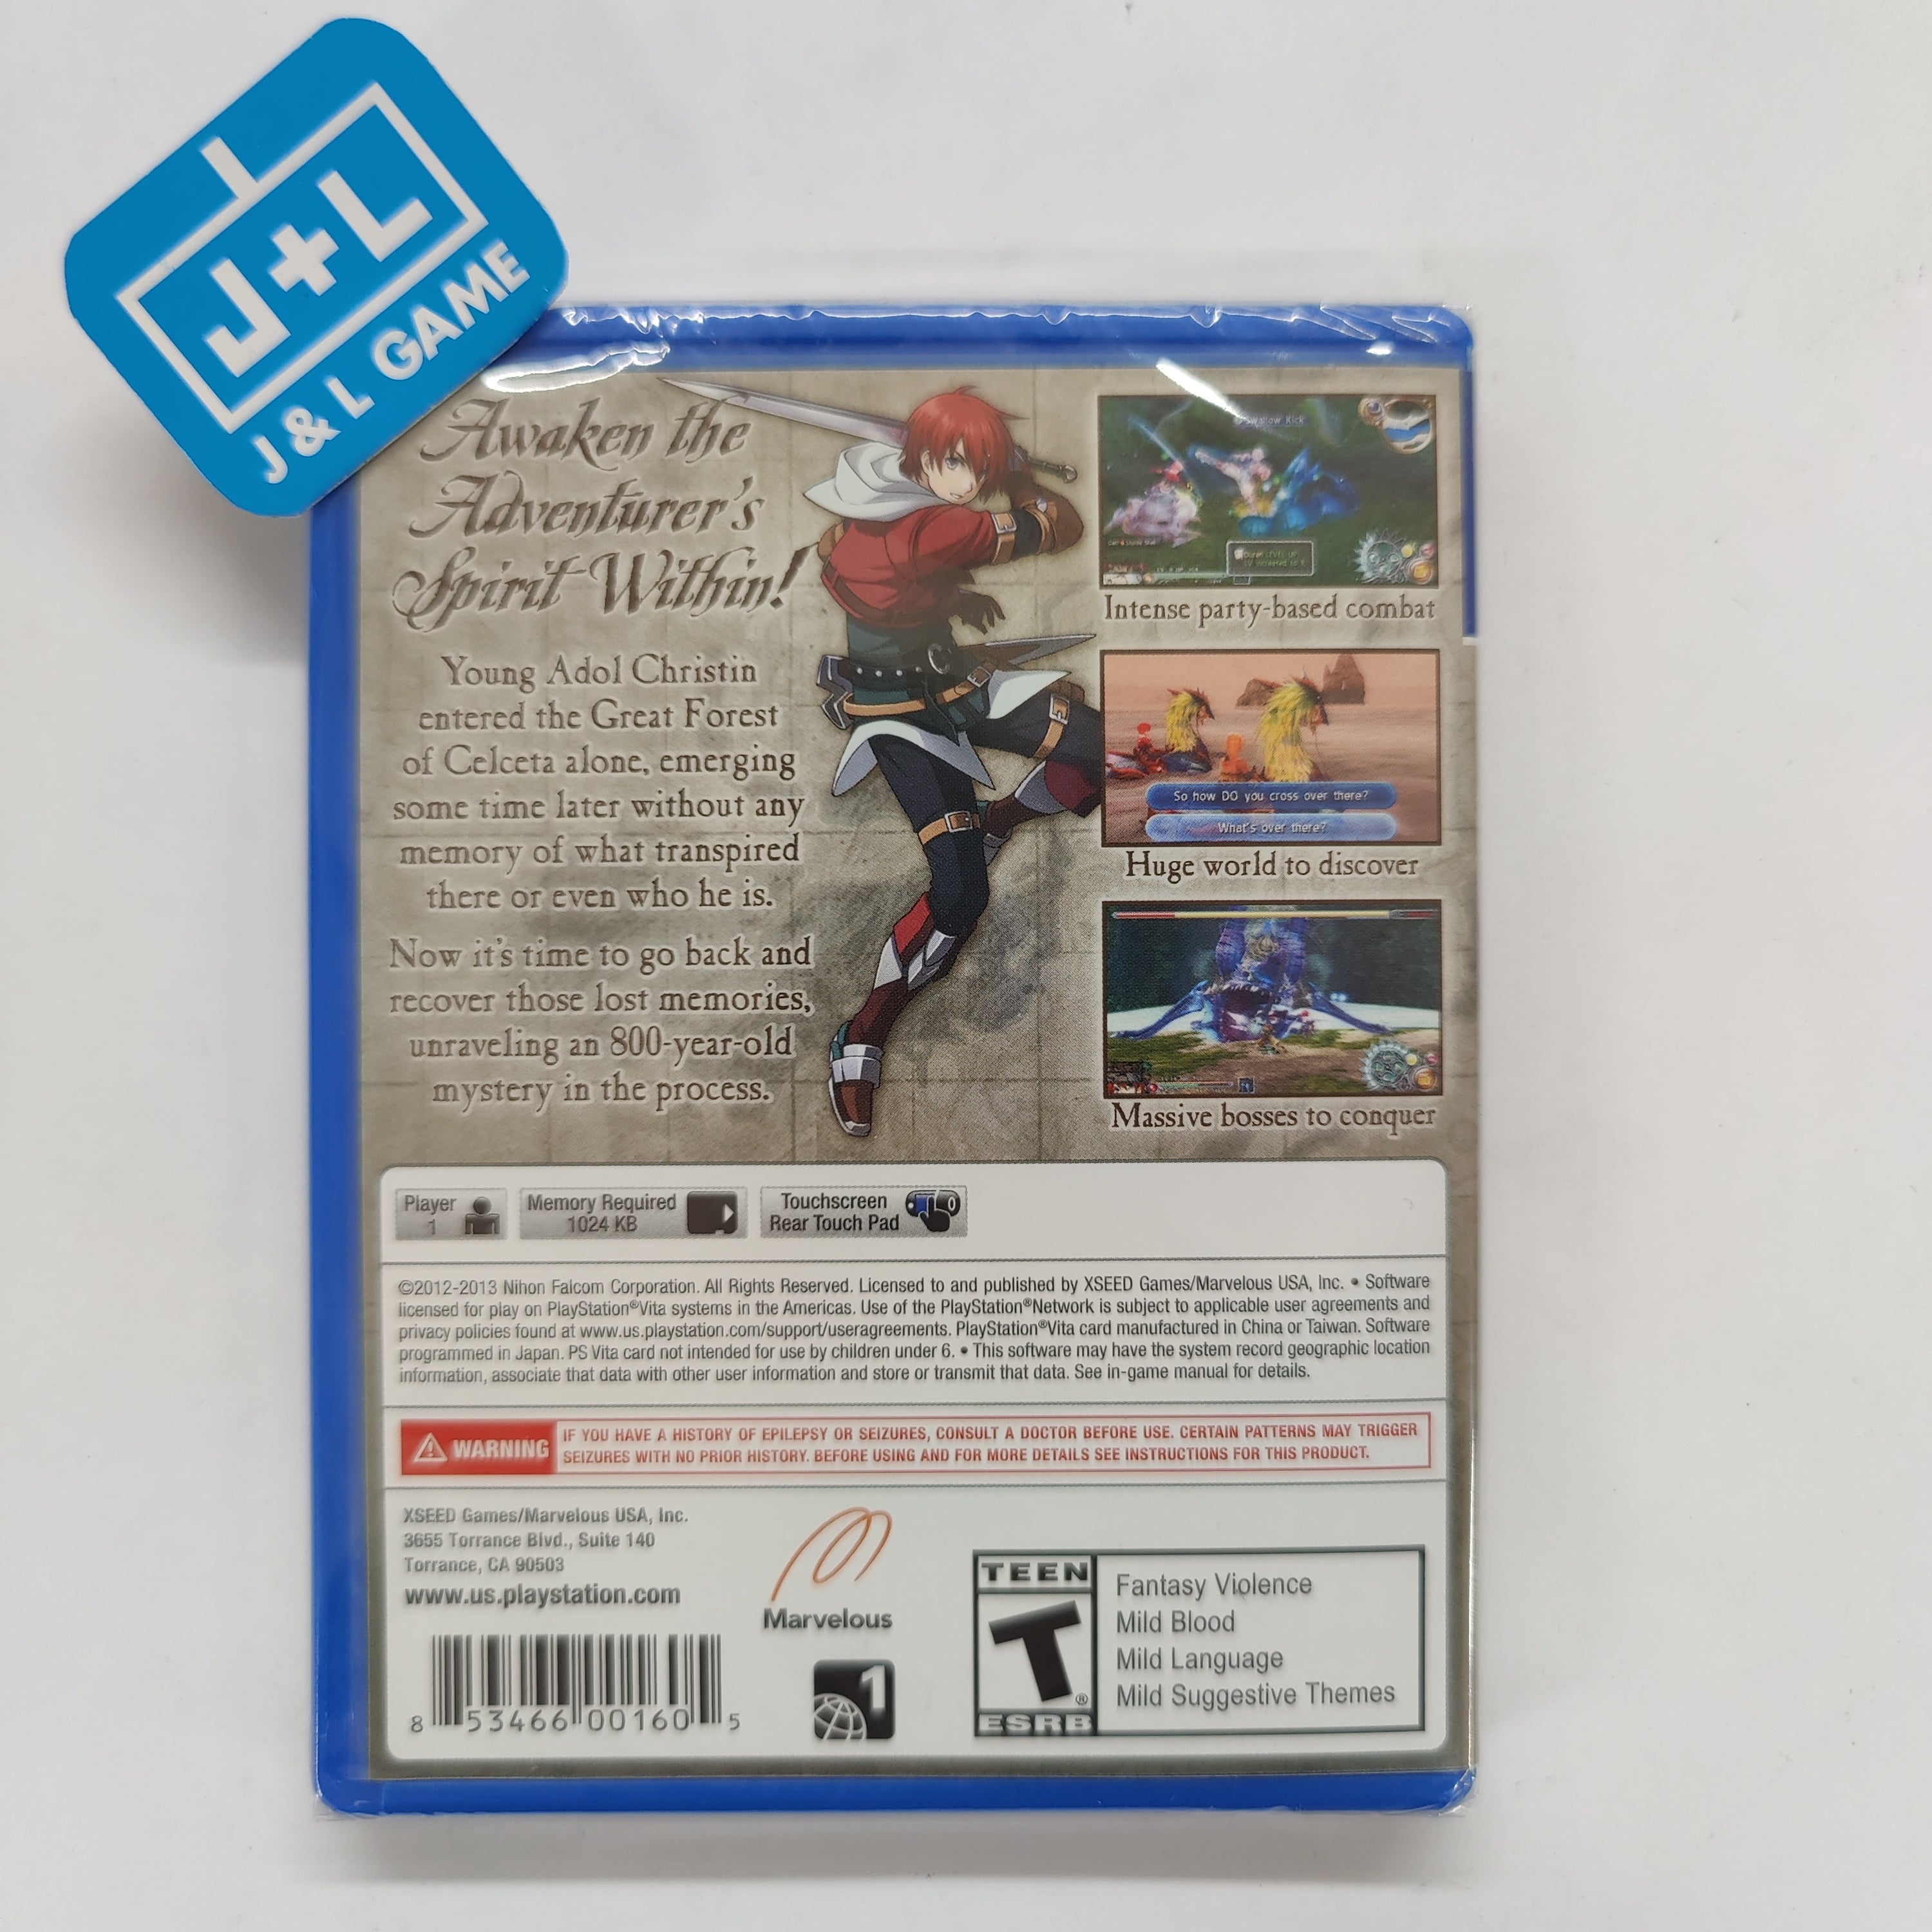 J+L
J & L GAME
Awaken the
Adventurer's
Spirit Within!
Young Adol Christin
entered the Great Forest
of Celceta alone, emerging
some time later without any
memory of what transpired
there or even who he is.
Now it's time to go back and
recover those lost memories,
unraveling an 800-year-old
mystery in the process.
Swallow Kick
Intense party-based combat
So how DO you cross over there?
What's over there?
Huge world to discover
Massive bosses to conquer
Player
1
Memory Required
1024 KB
Touchscreen
Rear Touch Pad
©2012-2013 Nihon Falcom Corporation. All Rights Reserved. Licensed to and published by XSEED Games/Marvelous USA, Inc. • Software
licensed for play on PlayStation®Vita systems in the Americas. Use of the PlayStation®Network is subject to applicable user agreements and
privacy policies found at www.us.playstation.com/support/useragreements. PlayStation®Vita card manufactured in China or Taiwan. Software
programmed in Japan. PS Vita card not intended for use by children under 6. • This software may have the system record geographic location
information, associate that data with other user information and store or transmit that data. See in-game manual for details.
WARNING
IF YOU HAVE A HISTORY OF EPILEPSY OR SEIZURES, CONSULT A DOCTOR BEFORE USE. CERTAIN PATTERNS MAY TRIGGER
SEIZURES WITH NO PRIOR HISTORY. BEFORE USING AND FOR MORE DETAILS SEE INSTRUCTIONS FOR THIS PRODUCT.
XSEED Games/Marvelous USA, Inc.
3655 Torrance Blvd., Suite 140
Torrance, CA 90503
www.us.playstation.com
8 53466 00160 5
Marvelous
1
TEEN
T®
ESRB
Fantasy Violence
Mild Blood
Mild Language
Mild Suggestive Themes